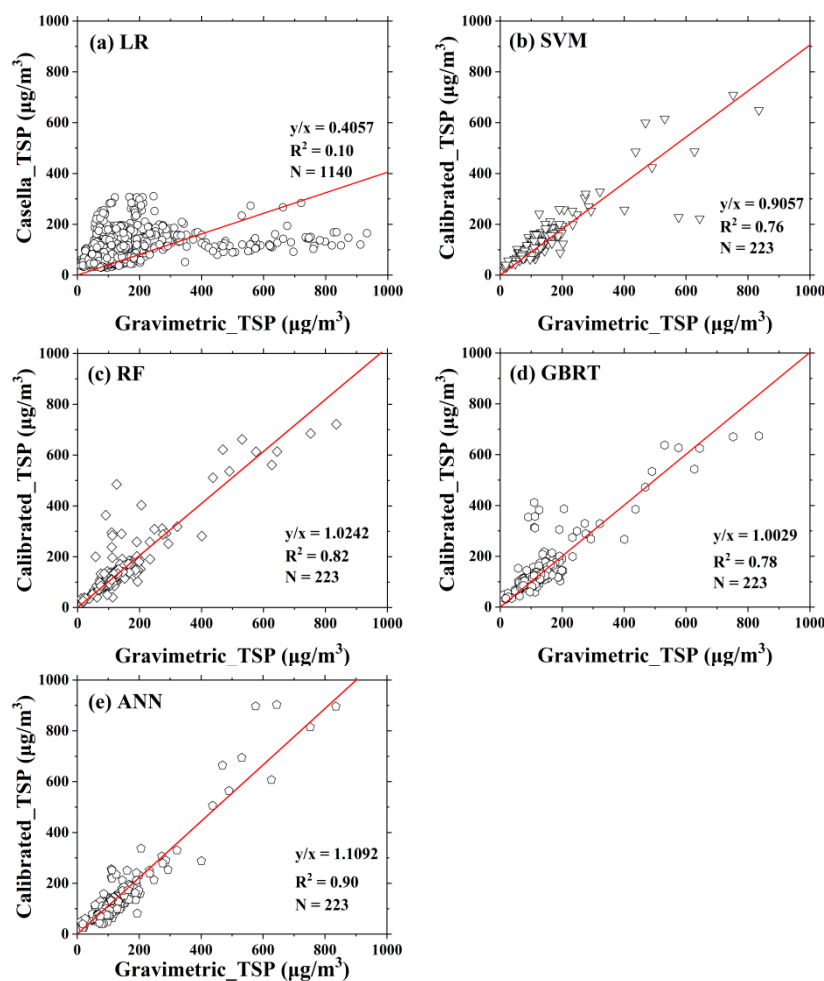 (a) LR
Casella_TSP (μg/m³)
1000
800
600
400
200
0
y/x = 0.4057
R² = 0.10
N = 1140
0 200 400 600 800 1000
Gravimetric_TSP (μg/m³)
(b) SVM
Calibrated_TSP (μg/m³)
1000
800
600
400
200
0
y/x = 0.9057
R² = 0.76
N = 223
0 200 400 600 800 1000
Gravimetric_TSP (μg/m³)
(c) RF
Calibrated_TSP (μg/m³)
1000
800
600
400
200
0
y/x = 1.0242
R² = 0.82
N = 223
0 200 400 600 800 1000
Gravimetric_TSP (μg/m³)
(d) GBRT
Calibrated_TSP (μg/m³)
1000
800
600
400
200
0
y/x = 1.0029
R² = 0.78
N = 223
0 200 400 600 800 1000
Gravimetric_TSP (μg/m³)
(e) ANN
Calibrated_TSP (μg/m³)
1000
800
600
400
200
0
y/x = 1.1092
R² = 0.90
N = 223
0 200 400 600 800 1000
Gravimetric_TSP (μg/m³)